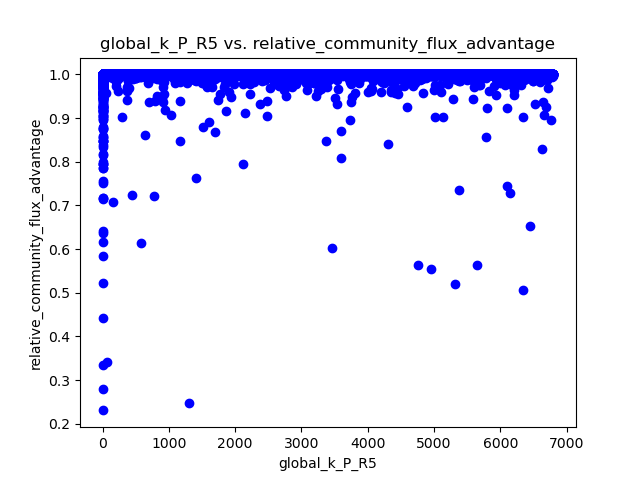 global_k_P_R5 vs. relative_community_flux_advantage
relative_community_flux_advantage
1.0
0.9
0.8
0.7
0.6
0.5
0.4
0.3
0.2
0 1000 2000 3000 4000 5000 6000 7000
global_k_P_R5